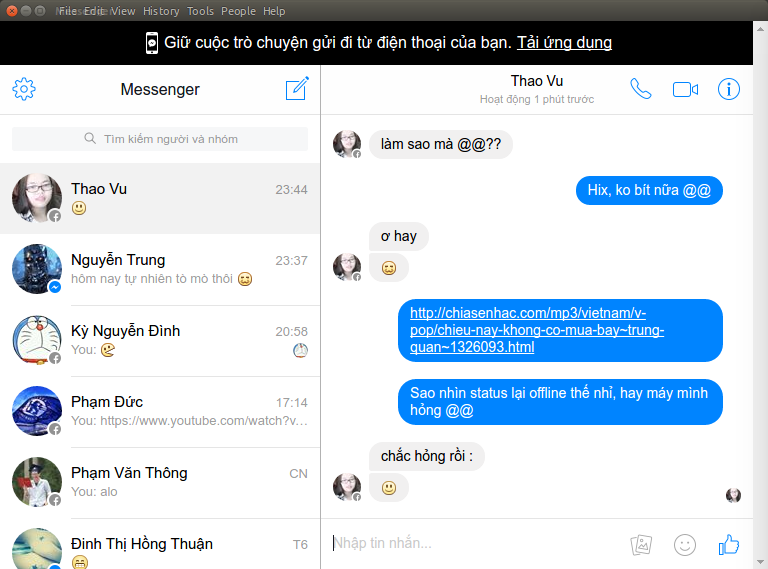 File Edit View History Tools People Help
Giữ cuộc trò chuyện gửi đi từ điện thoại của bạn. Tải ứng dụng
Messenger
Tìm kiếm người và nhóm
Thao Vu 23:44
Nguyễn Trung 23:37
hôm nay tự nhiên tò mò thôi
Kỳ Nguyễn Đình 20:58
You:
Phạm Đức 17:14
You: https://www.youtube.com/watch?v…
Phạm Văn Thông CN
You: alo
Đinh Thị Hồng Thuận T6
Thao Vu
Hoạt động 1 phút trước
làm sao mà @@??
Hix, ko bít nữa @@
ơ hay
http://chiasenhac.com/mp3/vietnam/v-
pop/chieu-nay-khong-co-mua-bay~trung-
quan~1326093.html
Sao nhìn status lại offline thế nhỉ, hay máy mình
hỏng @@
chắc hỏng rồi :
Nhập tin nhắn...